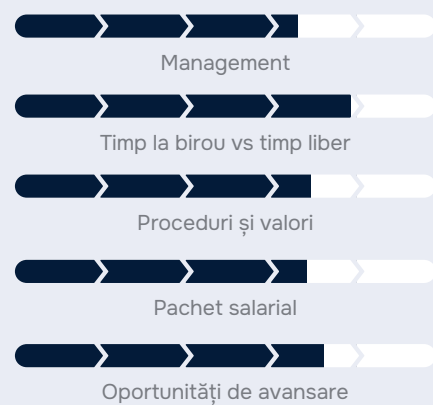 Management
Timp la birou vs timp liber
Proceduri și valori
Pachet salarial
Oportunități de avansare